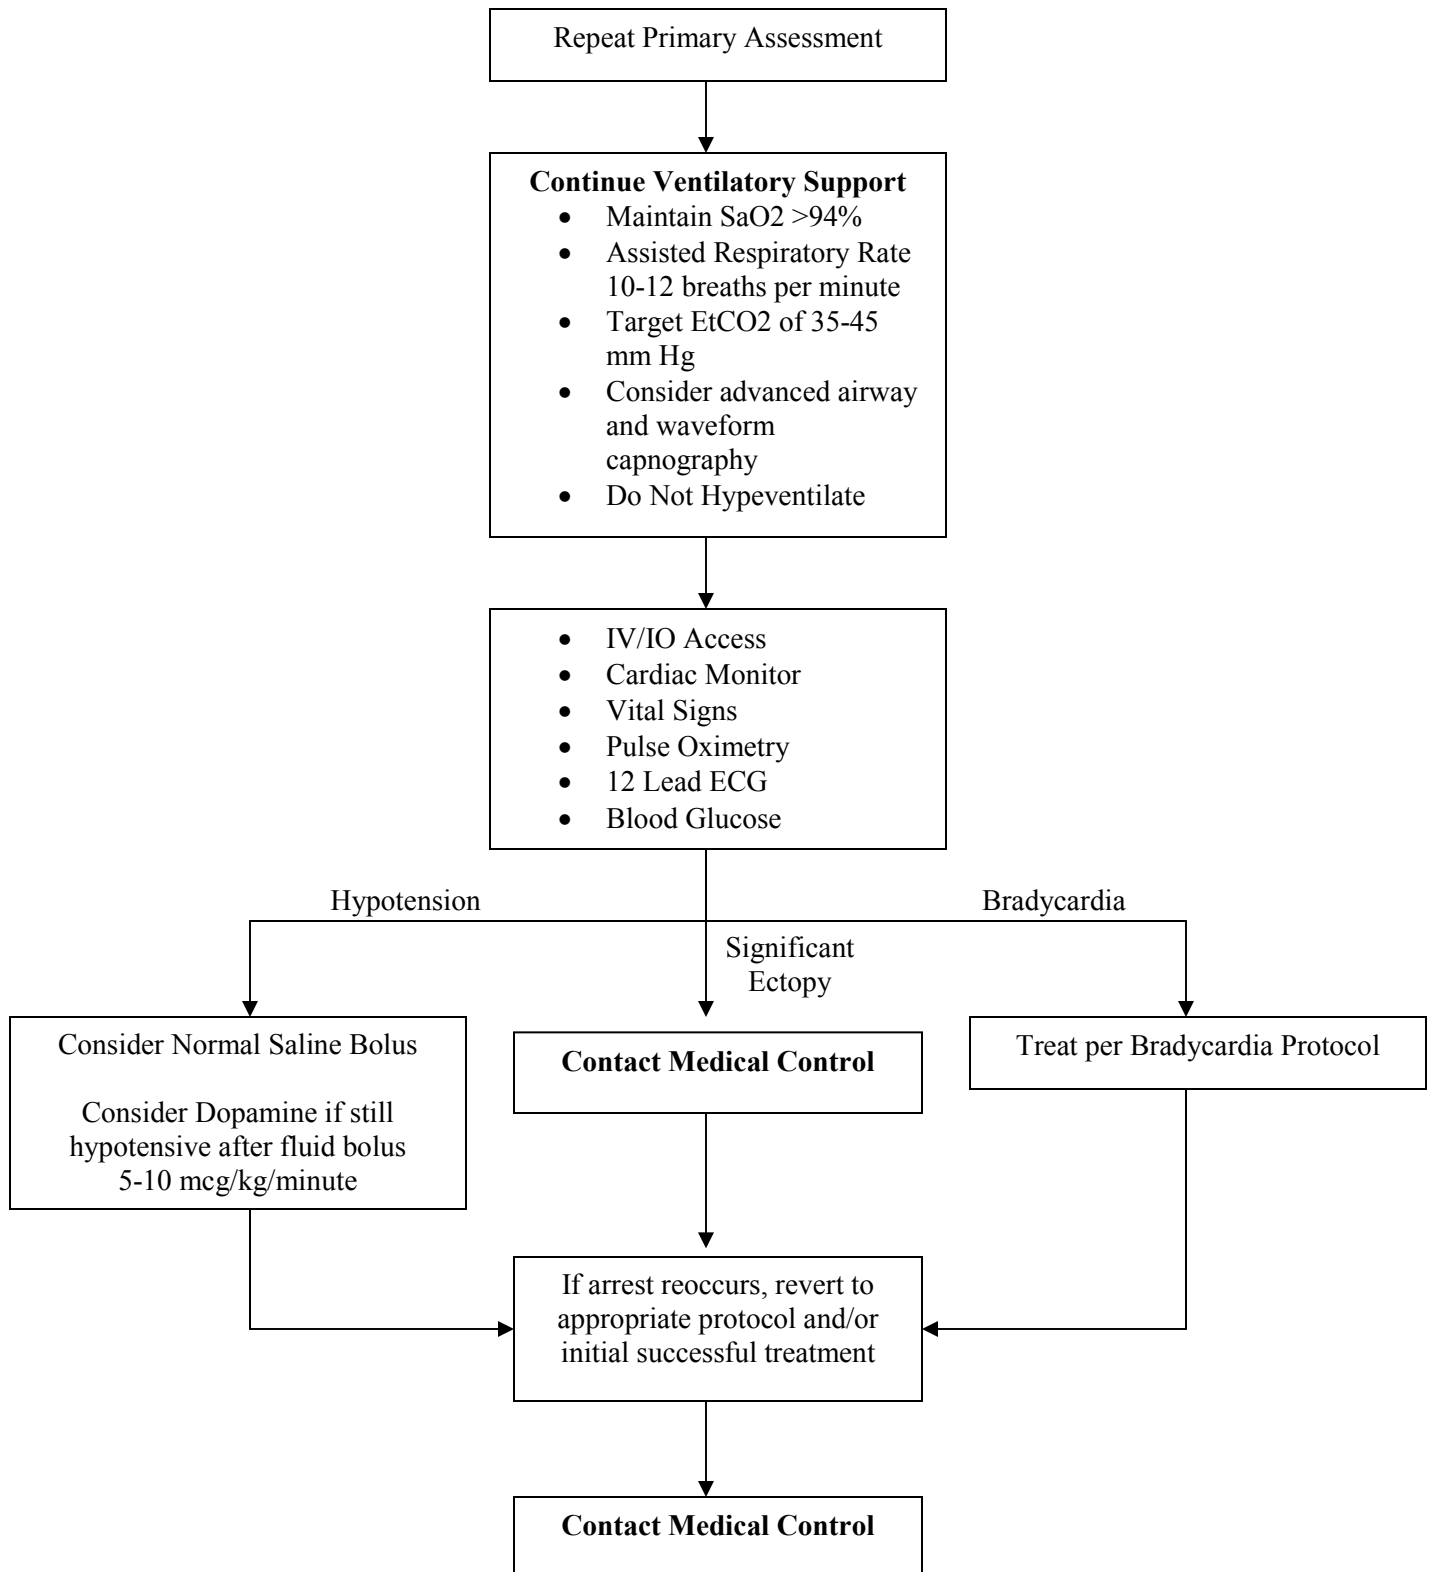 Repeat Primary Assessment
Continue Ventilatory Support
• Maintain SaO2 >94%
• Assisted Respiratory Rate
10-12 breaths per minute
• Target EtCO2 of 35-45
mm Hg
• Consider advanced airway
and waveform
capnography
• Do Not Hypeventilate
• IV/IO Access
• Cardiac Monitor
• Vital Signs
• Pulse Oximetry
• 12 Lead ECG
• Blood Glucose
Hypotension
Bradycardia
Significant
Ectopy
Consider Normal Saline Bolus
Consider Dopamine if still
hypotensive after fluid bolus
5-10 mcg/kg/minute
Contact Medical Control
Treat per Bradycardia Protocol
If arrest reoccurs, revert to
appropriate protocol and/or
initial successful treatment
Contact Medical Control